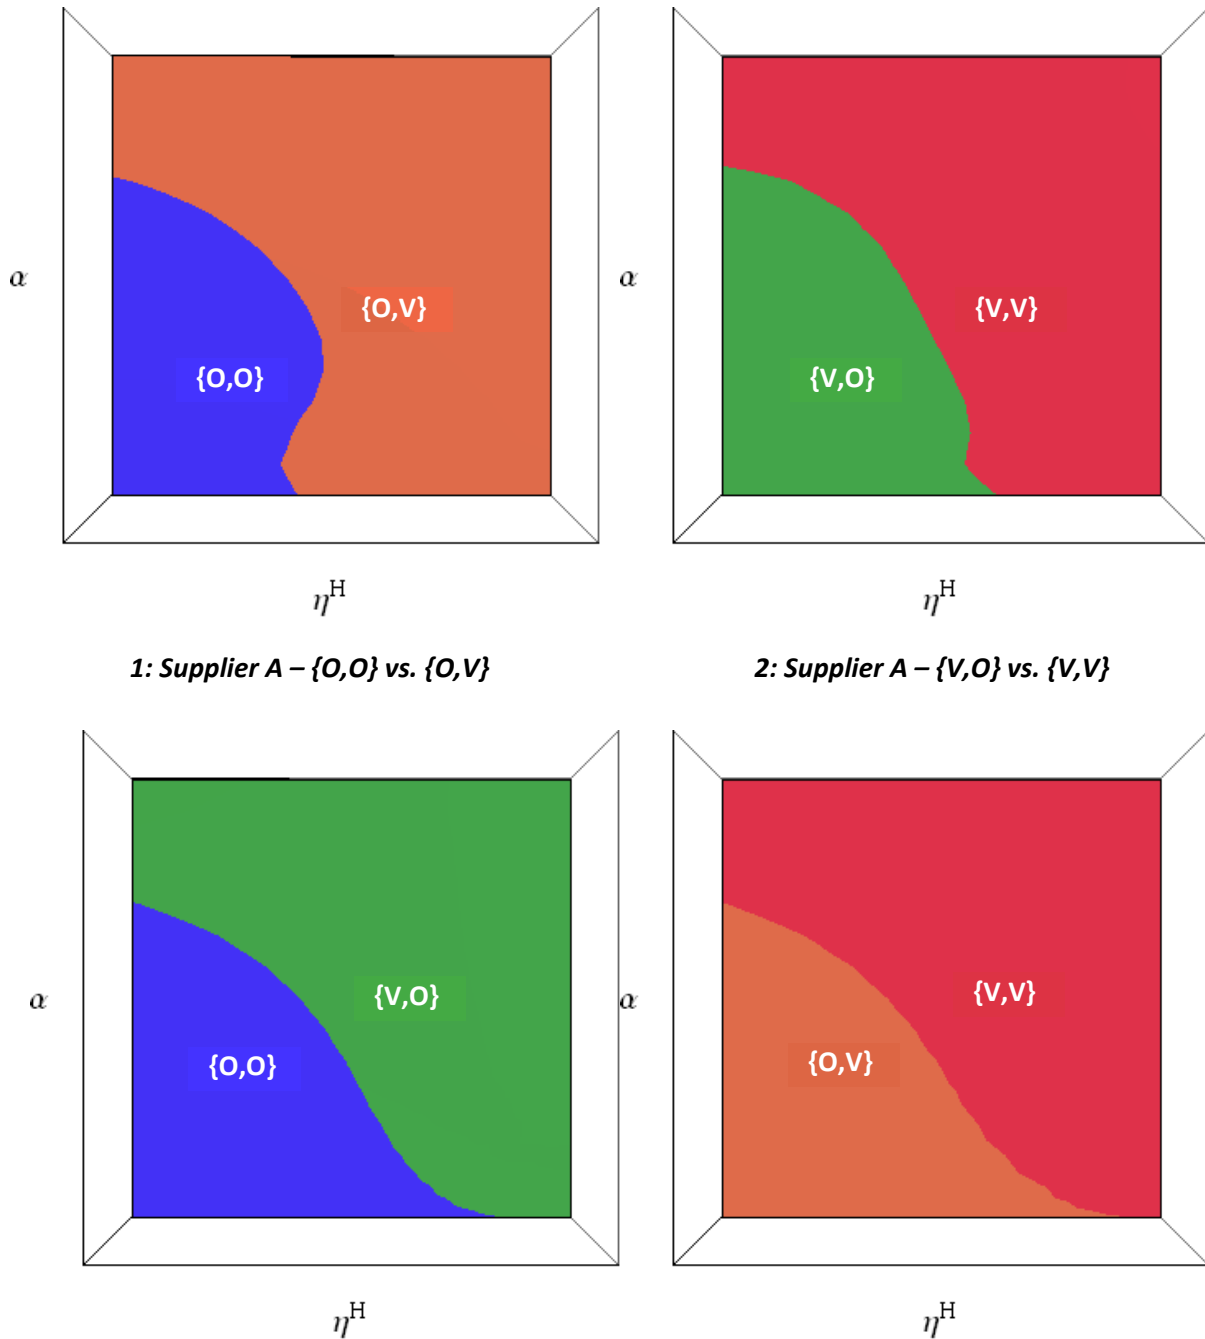 α
{O,V}
{O,O}
η^H
α
{V,V}
{V,O}
η^H
1: Supplier A – {O,O} vs. {O,V}
2: Supplier A – {V,O} vs. {V,V}
α
{V,O}
{O,O}
η^H
α
{V,V}
{O,V}
η^H